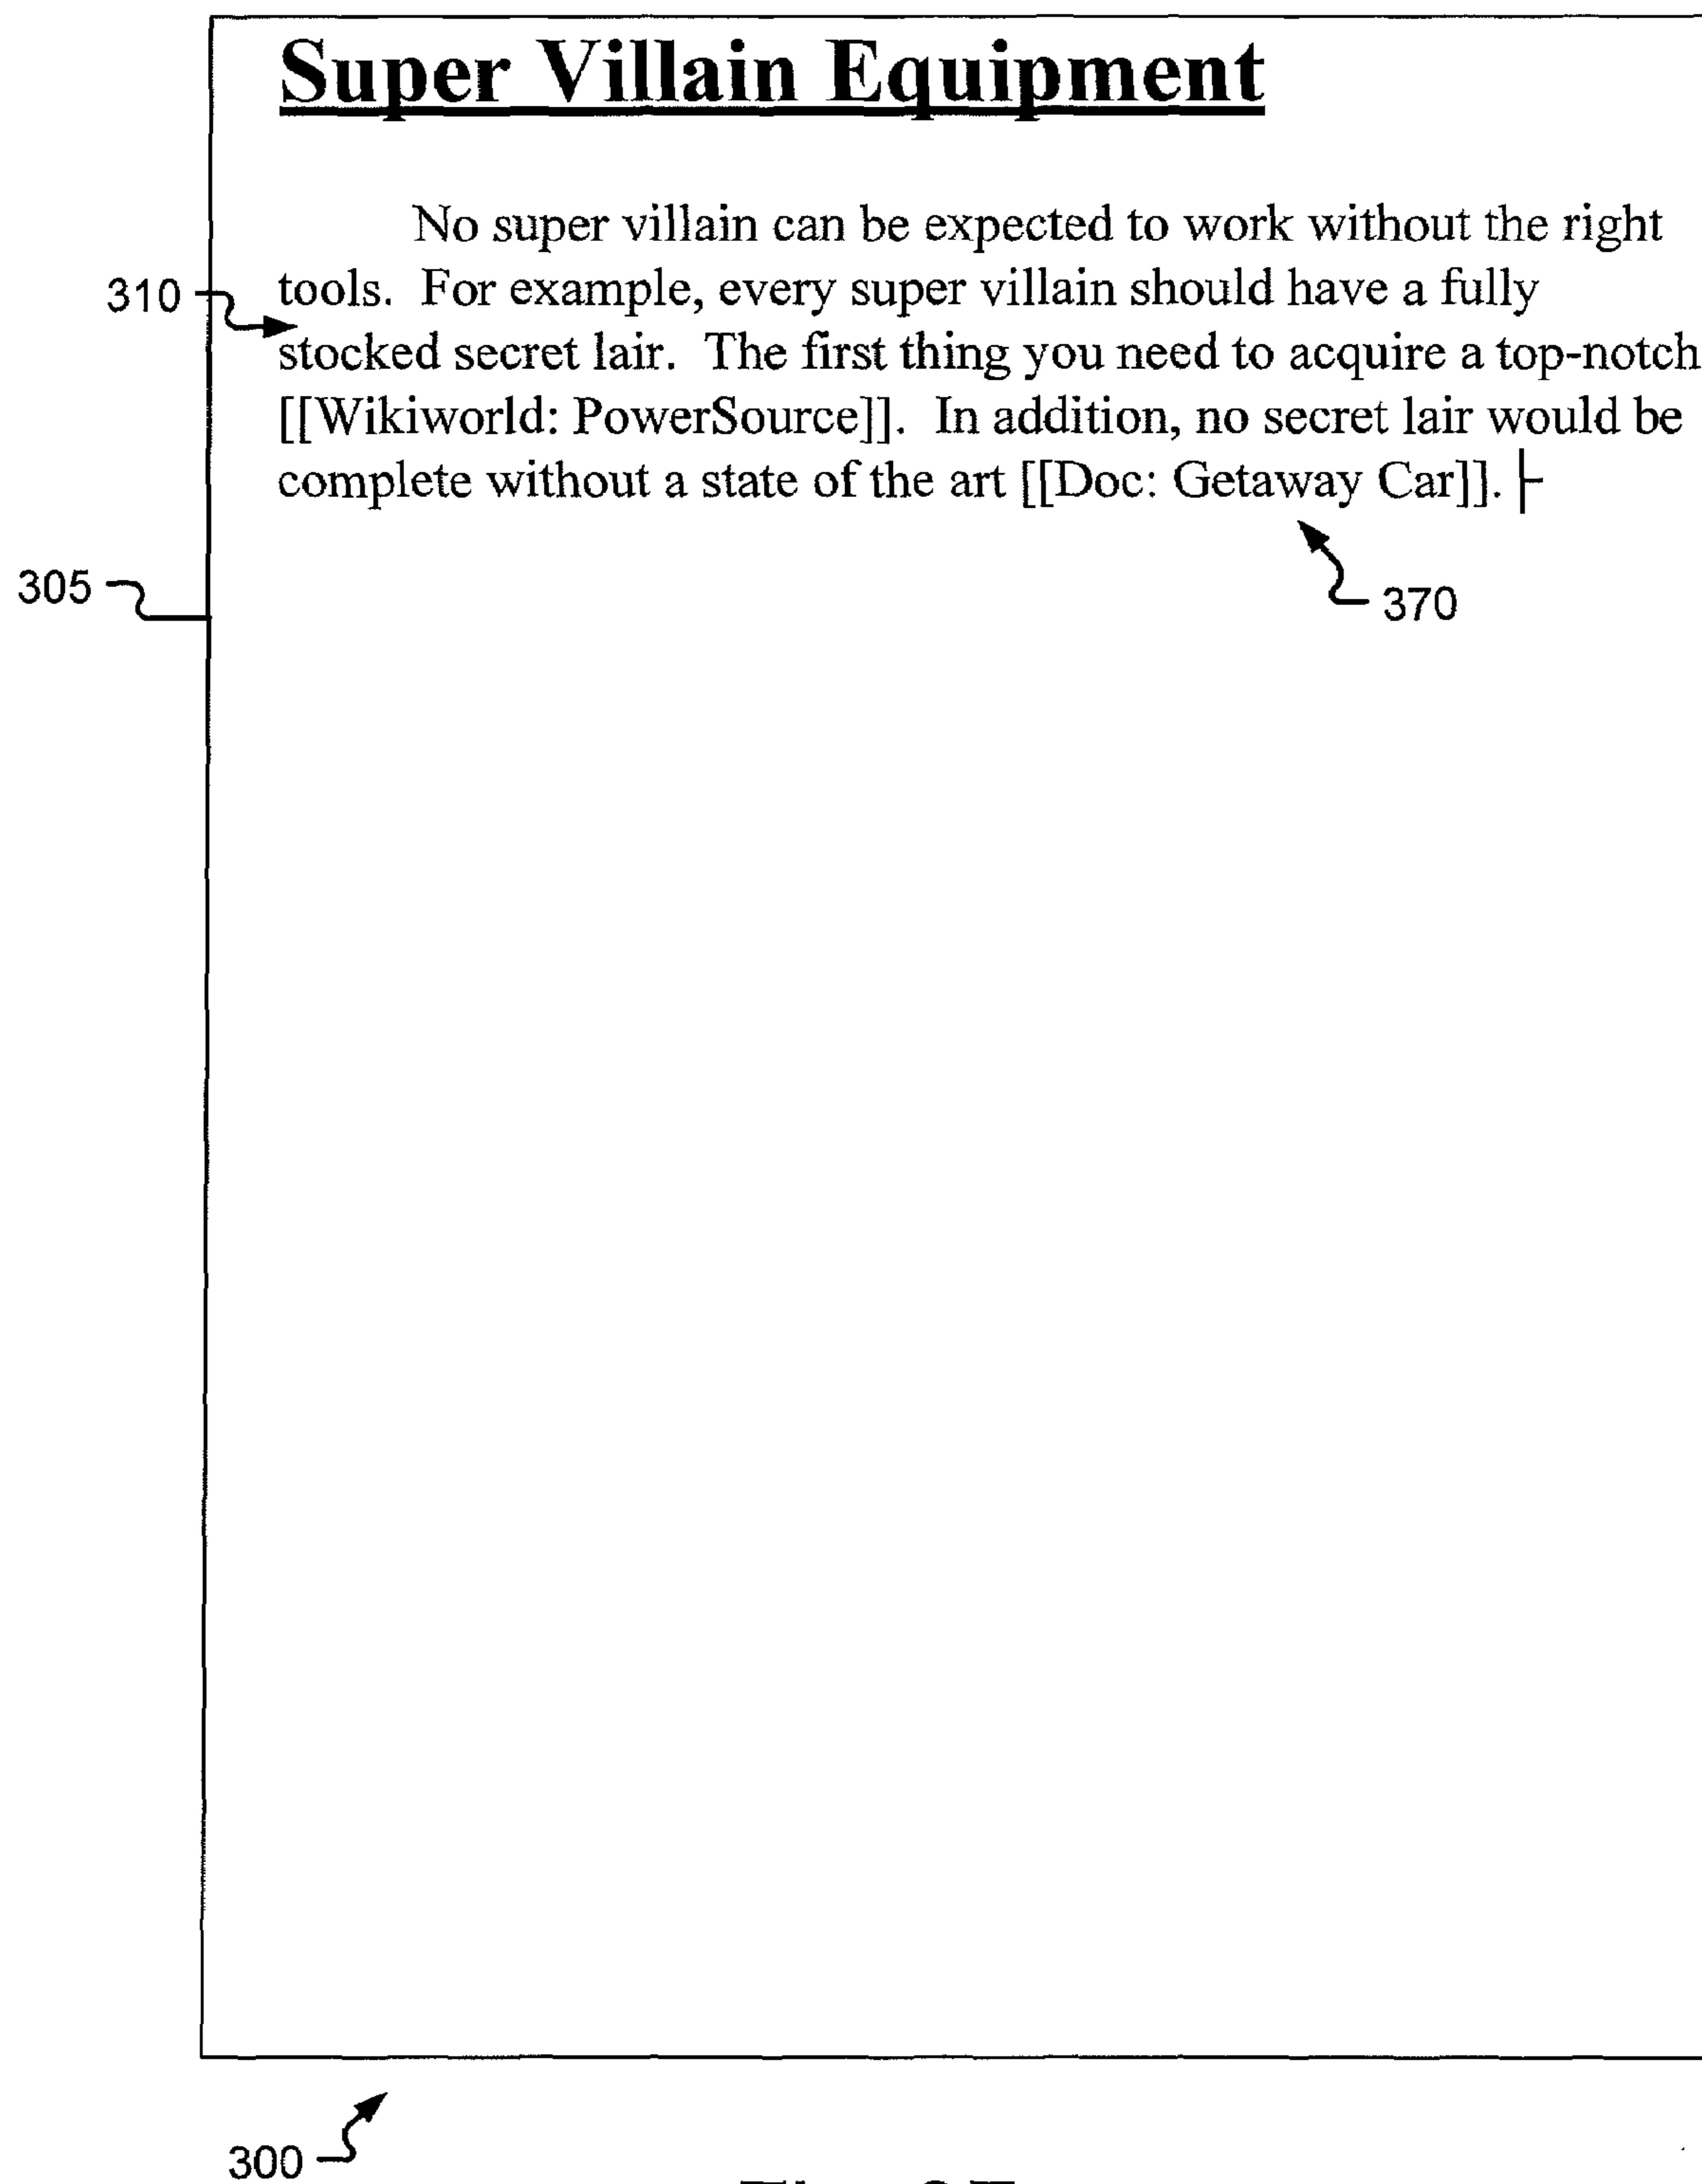 Super Villain Equipment
No super villain can be expected to work without the right
310
tools. For example, every super villain should have a fully
stocked secret lair. The first thing you need to acquire a top-notch
[[Wikiworld: PowerSource]]. In addition, no secret lair would be
complete without a state of the art [[Doc: Getaway Car]].
305
370
300